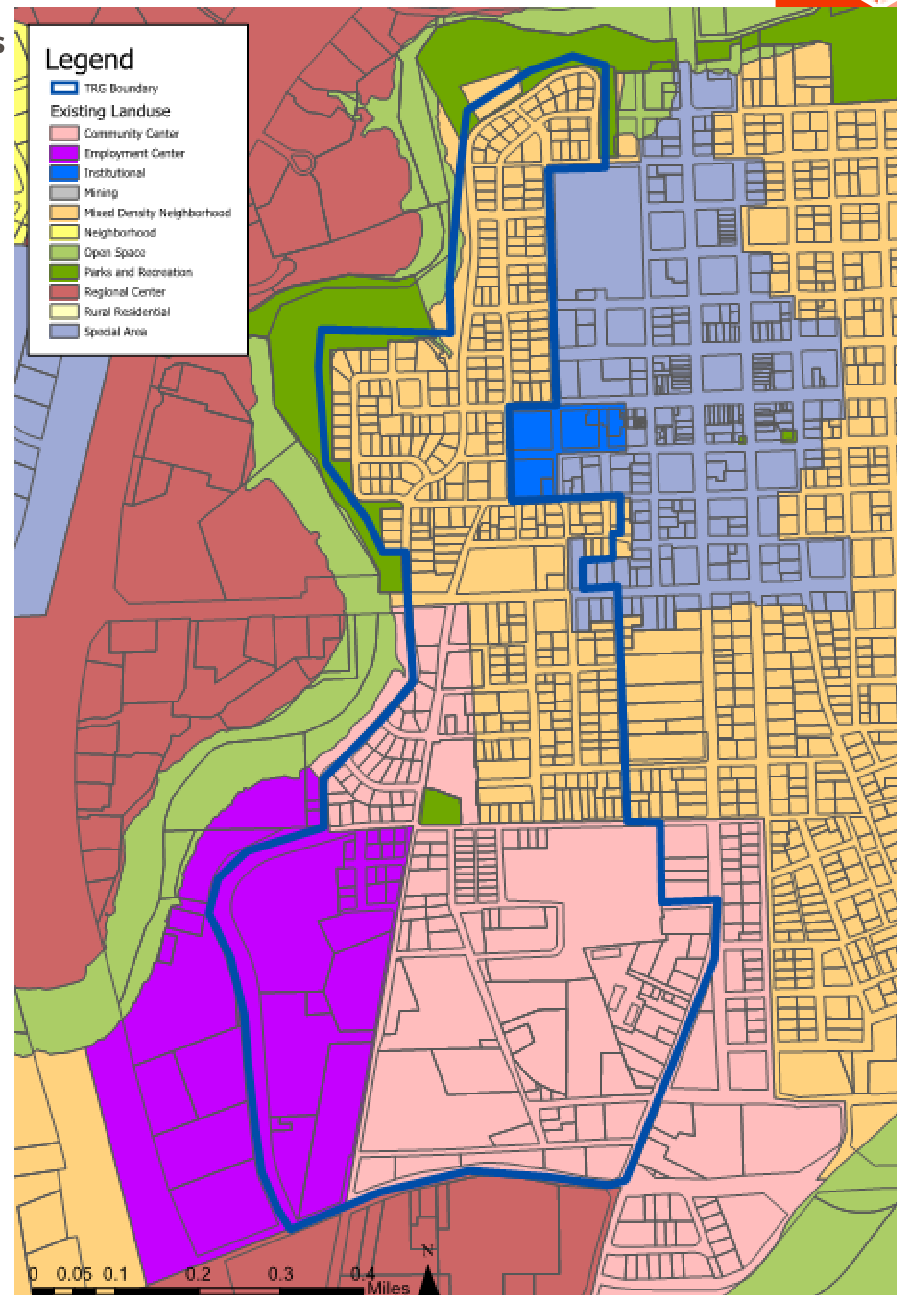 s
Legend
TRG Boundary
Existing Landuse
Community Center
Employment Center
Institutional
Mining
Mixed Density Neighborhood
Neighborhood
Open Space
Parks and Recreation
Regional Center
Rural Residential
Special Area
N
0 0.05 0.1 0.2 0.3 0.4
Miles